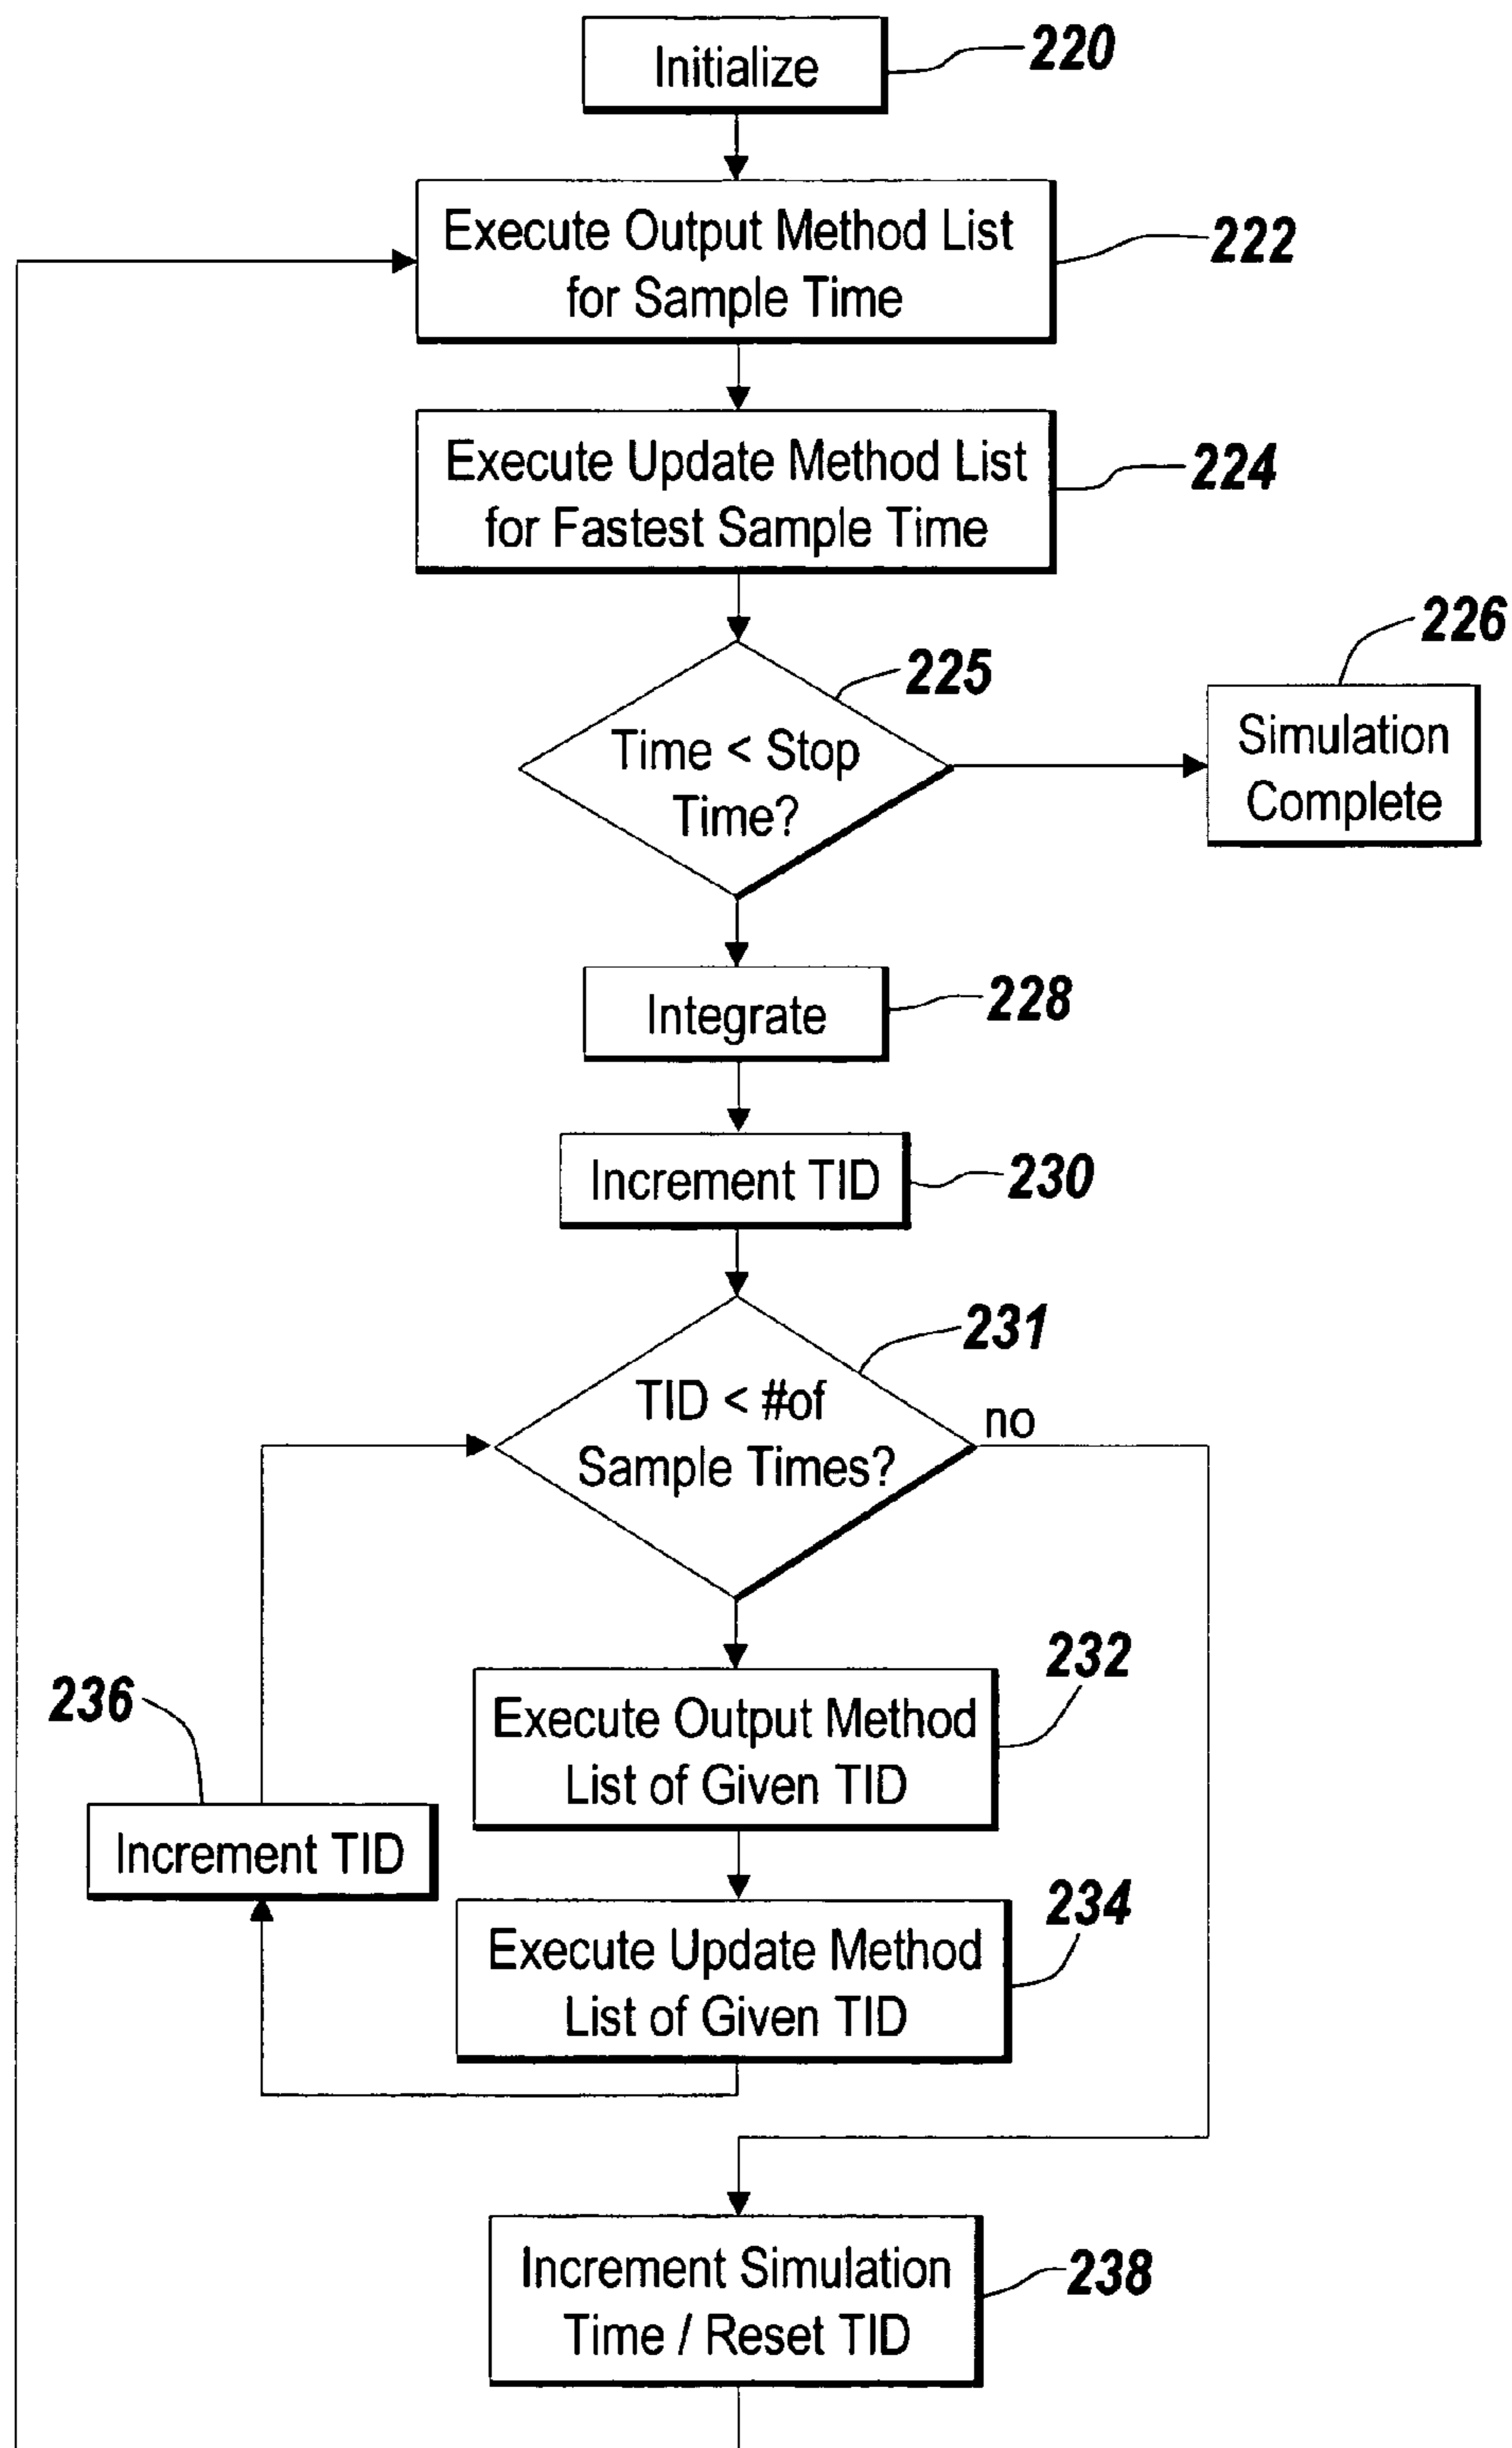 Initialize
220
Execute Output Method List
for Sample Time
222
Execute Update Method List
for Fastest Sample Time
224
225
226
Time < Stop
Time?
Simulation
Complete
Integrate
228
Increment TID
230
231
TID < #of
Sample Times?
no
232
Execute Output Method
List of Given TID
236
Increment TID
234
Execute Update Method
List of Given TID
Increment Simulation
Time / Reset TID
238